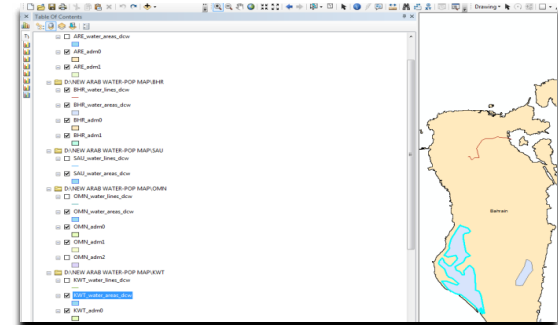 Drawing
Table Of Contents
ARE_water_areas_dcw
ARE_adm0
ARE_adm1
D:\NEW ARAB WATER-POP MAP\BHR
BHR_water_lines_dcw
BHR_water_areas_dcw
BHR_adm0
BHR_adm1
D:\NEW ARAB WATER-POP MAP\SAU
SAU_water_lines_dcw
SAU_water_areas_dcw
D:\NEW ARAB WATER-POP MAP\OMN
OMN_water_lines_dcw
OMN_water_areas_dcw
OMN_adm0
OMN_adm1
OMN_adm2
D:\NEW ARAB WATER-POP MAP\KWT
KWT_water_lines_dcw
KWT_water_areas_dcw
KWT_adm0
Bahrain